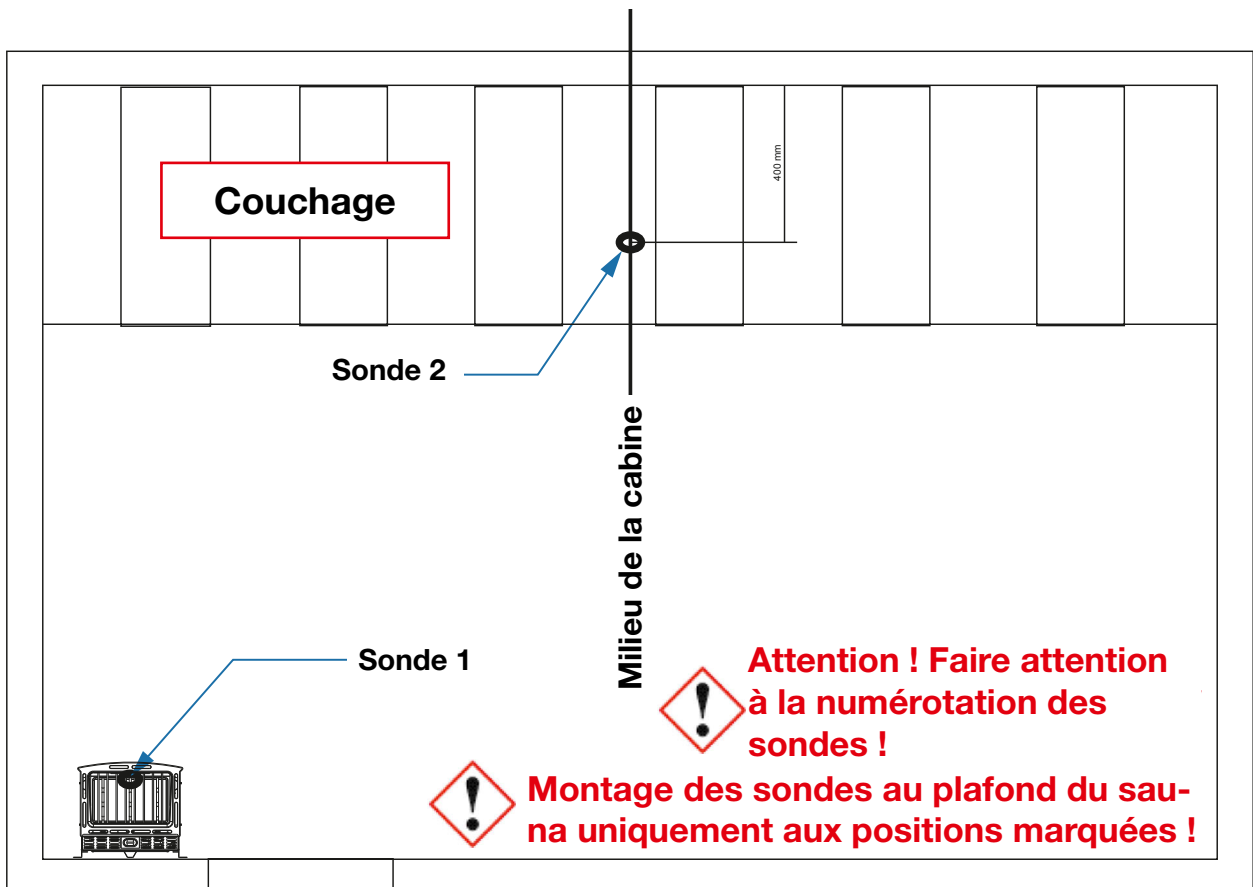 Couchage
400 mm
Sonde 2
Milieu de la cabine
Sonde 1
Attention ! Faire attention
à la numérotation des
sondes !
Montage des sondes au plafond du sau-
na uniquement aux positions marquées !